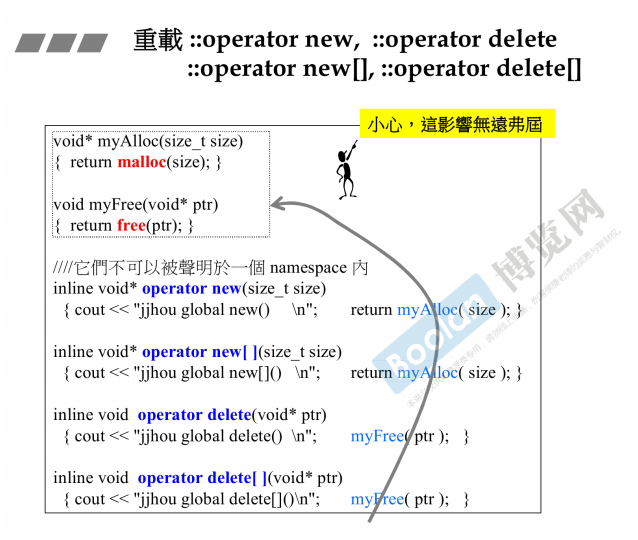 重載 ::operator new, ::operator delete
::operator new[], ::operator delete[]
小心，這影響無遠弗屆
void* myAlloc(size_t size)
{ return malloc(size); }
void myFree(void* ptr)
{ return free(ptr); }
////它們不可以被聲明於一個 namespace 內
inline void* operator new(size_t size)
{ cout << "jjhou global new() \n"; return myAlloc( size ); }
inline void* operator new[ ](size_t size)
{ cout << "jjhou global new[]() \n"; return myAlloc( size ); }
inline void operator delete(void* ptr)
{ cout << "jjhou global delete() \n"; myFree( ptr ); }
inline void operator delete[ ](void* ptr)
{ cout << "jjhou global delete[]()\n"; myFree( ptr ); }
Boolan
博览网